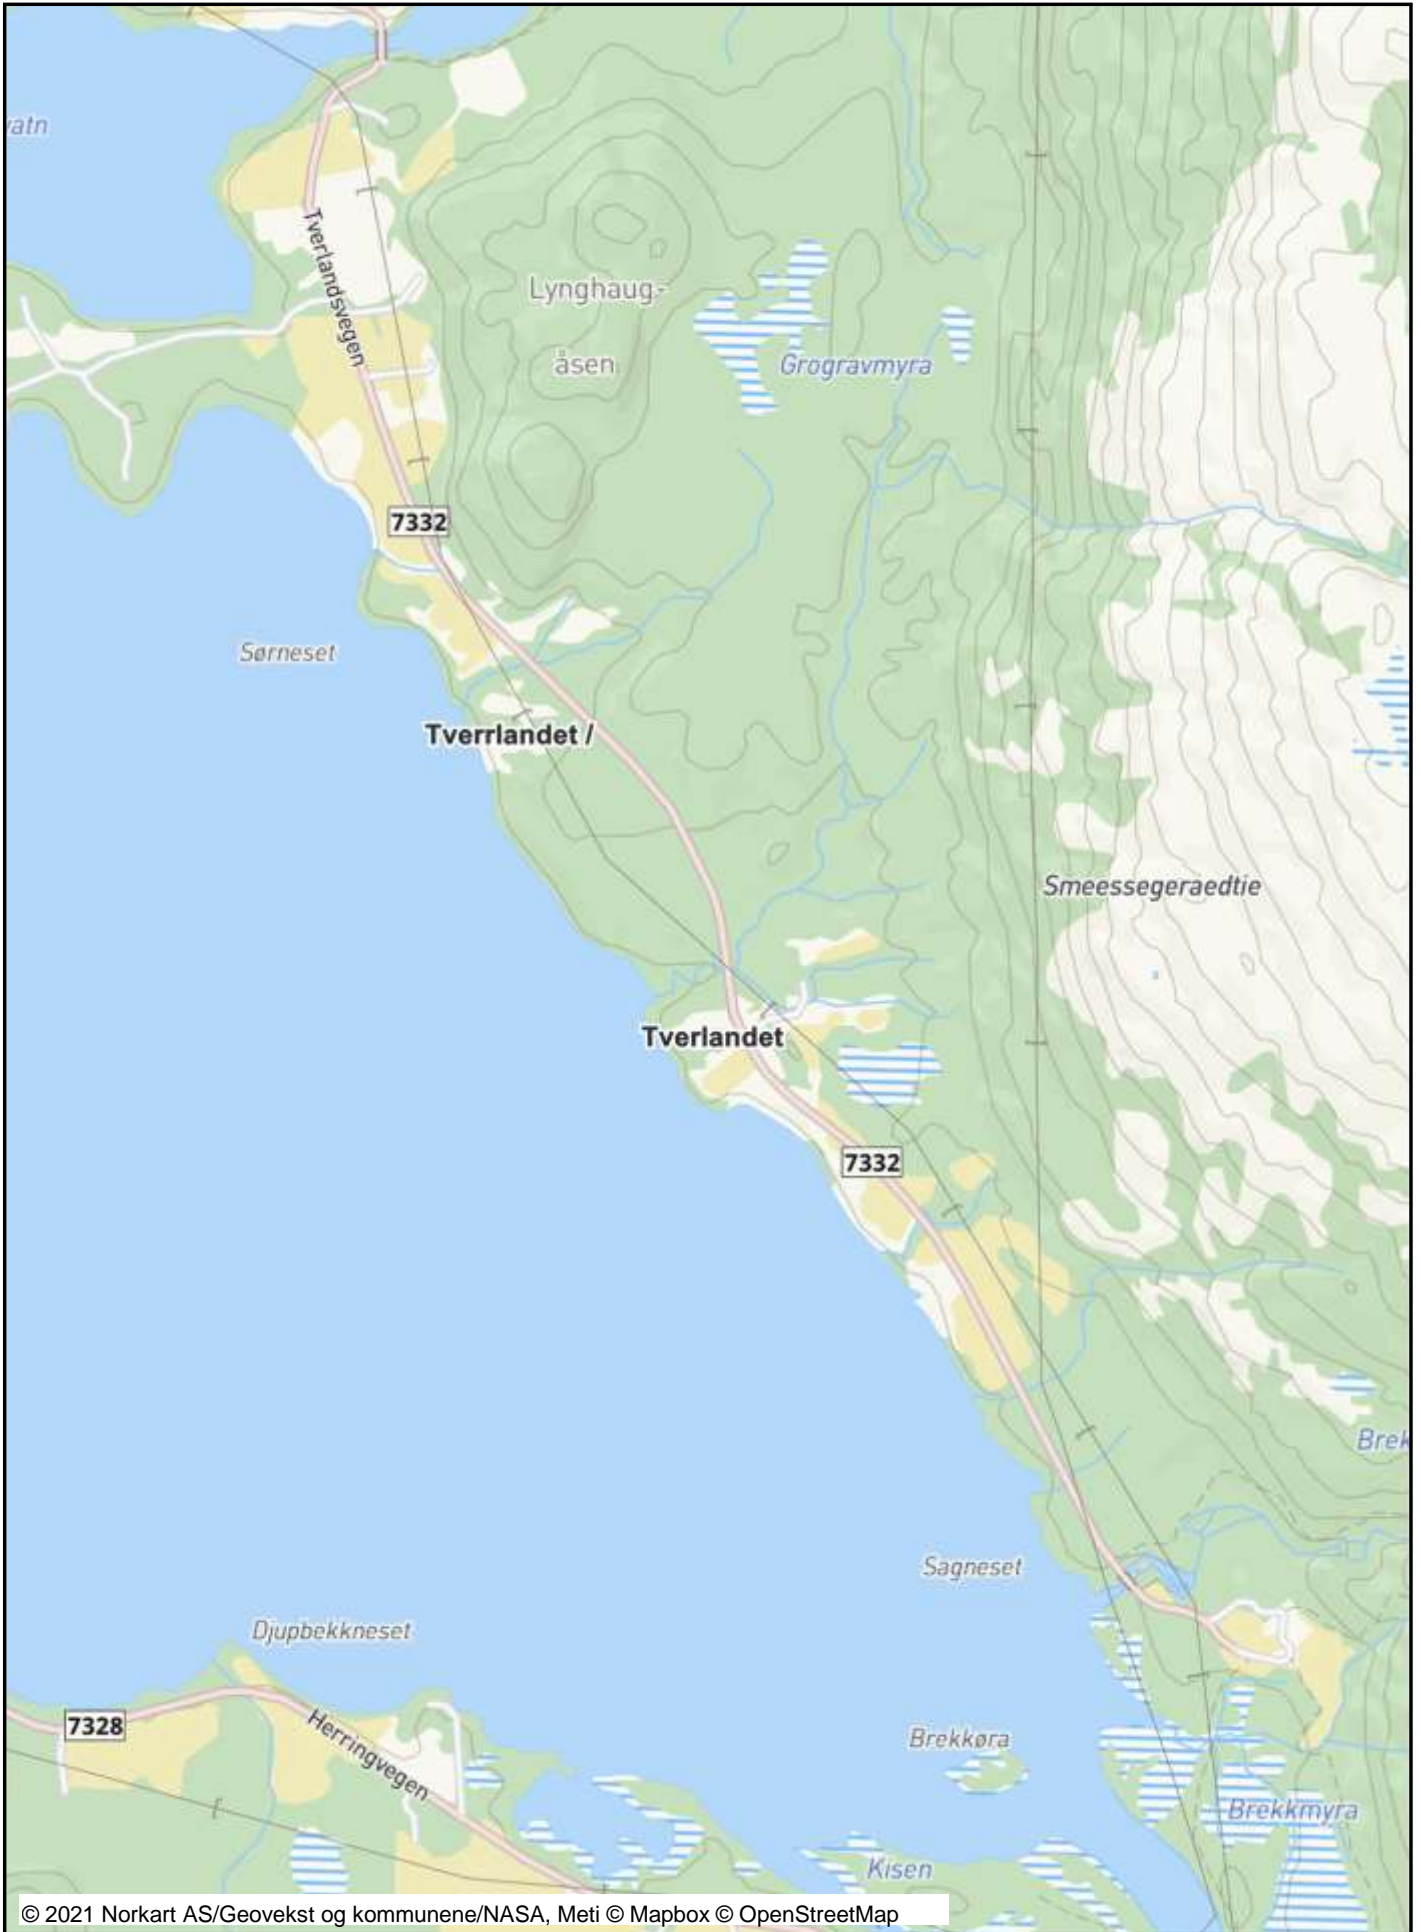 vatn
Tverlandsvegen
Lynghaug-
åsen
Grogravmyra
7332
Sørneset
Tverrlandet /
Smeessegeraedtie
Tverlandet
7332
Brek
Sagneset
Djupbekkneset
7328
Herringvegen
Brekkøra
Brekkmyra
Kisen
© 2021 Norkart AS/Geovekst og kommunene/NASA, Meti © Mapbox © OpenStreetMap